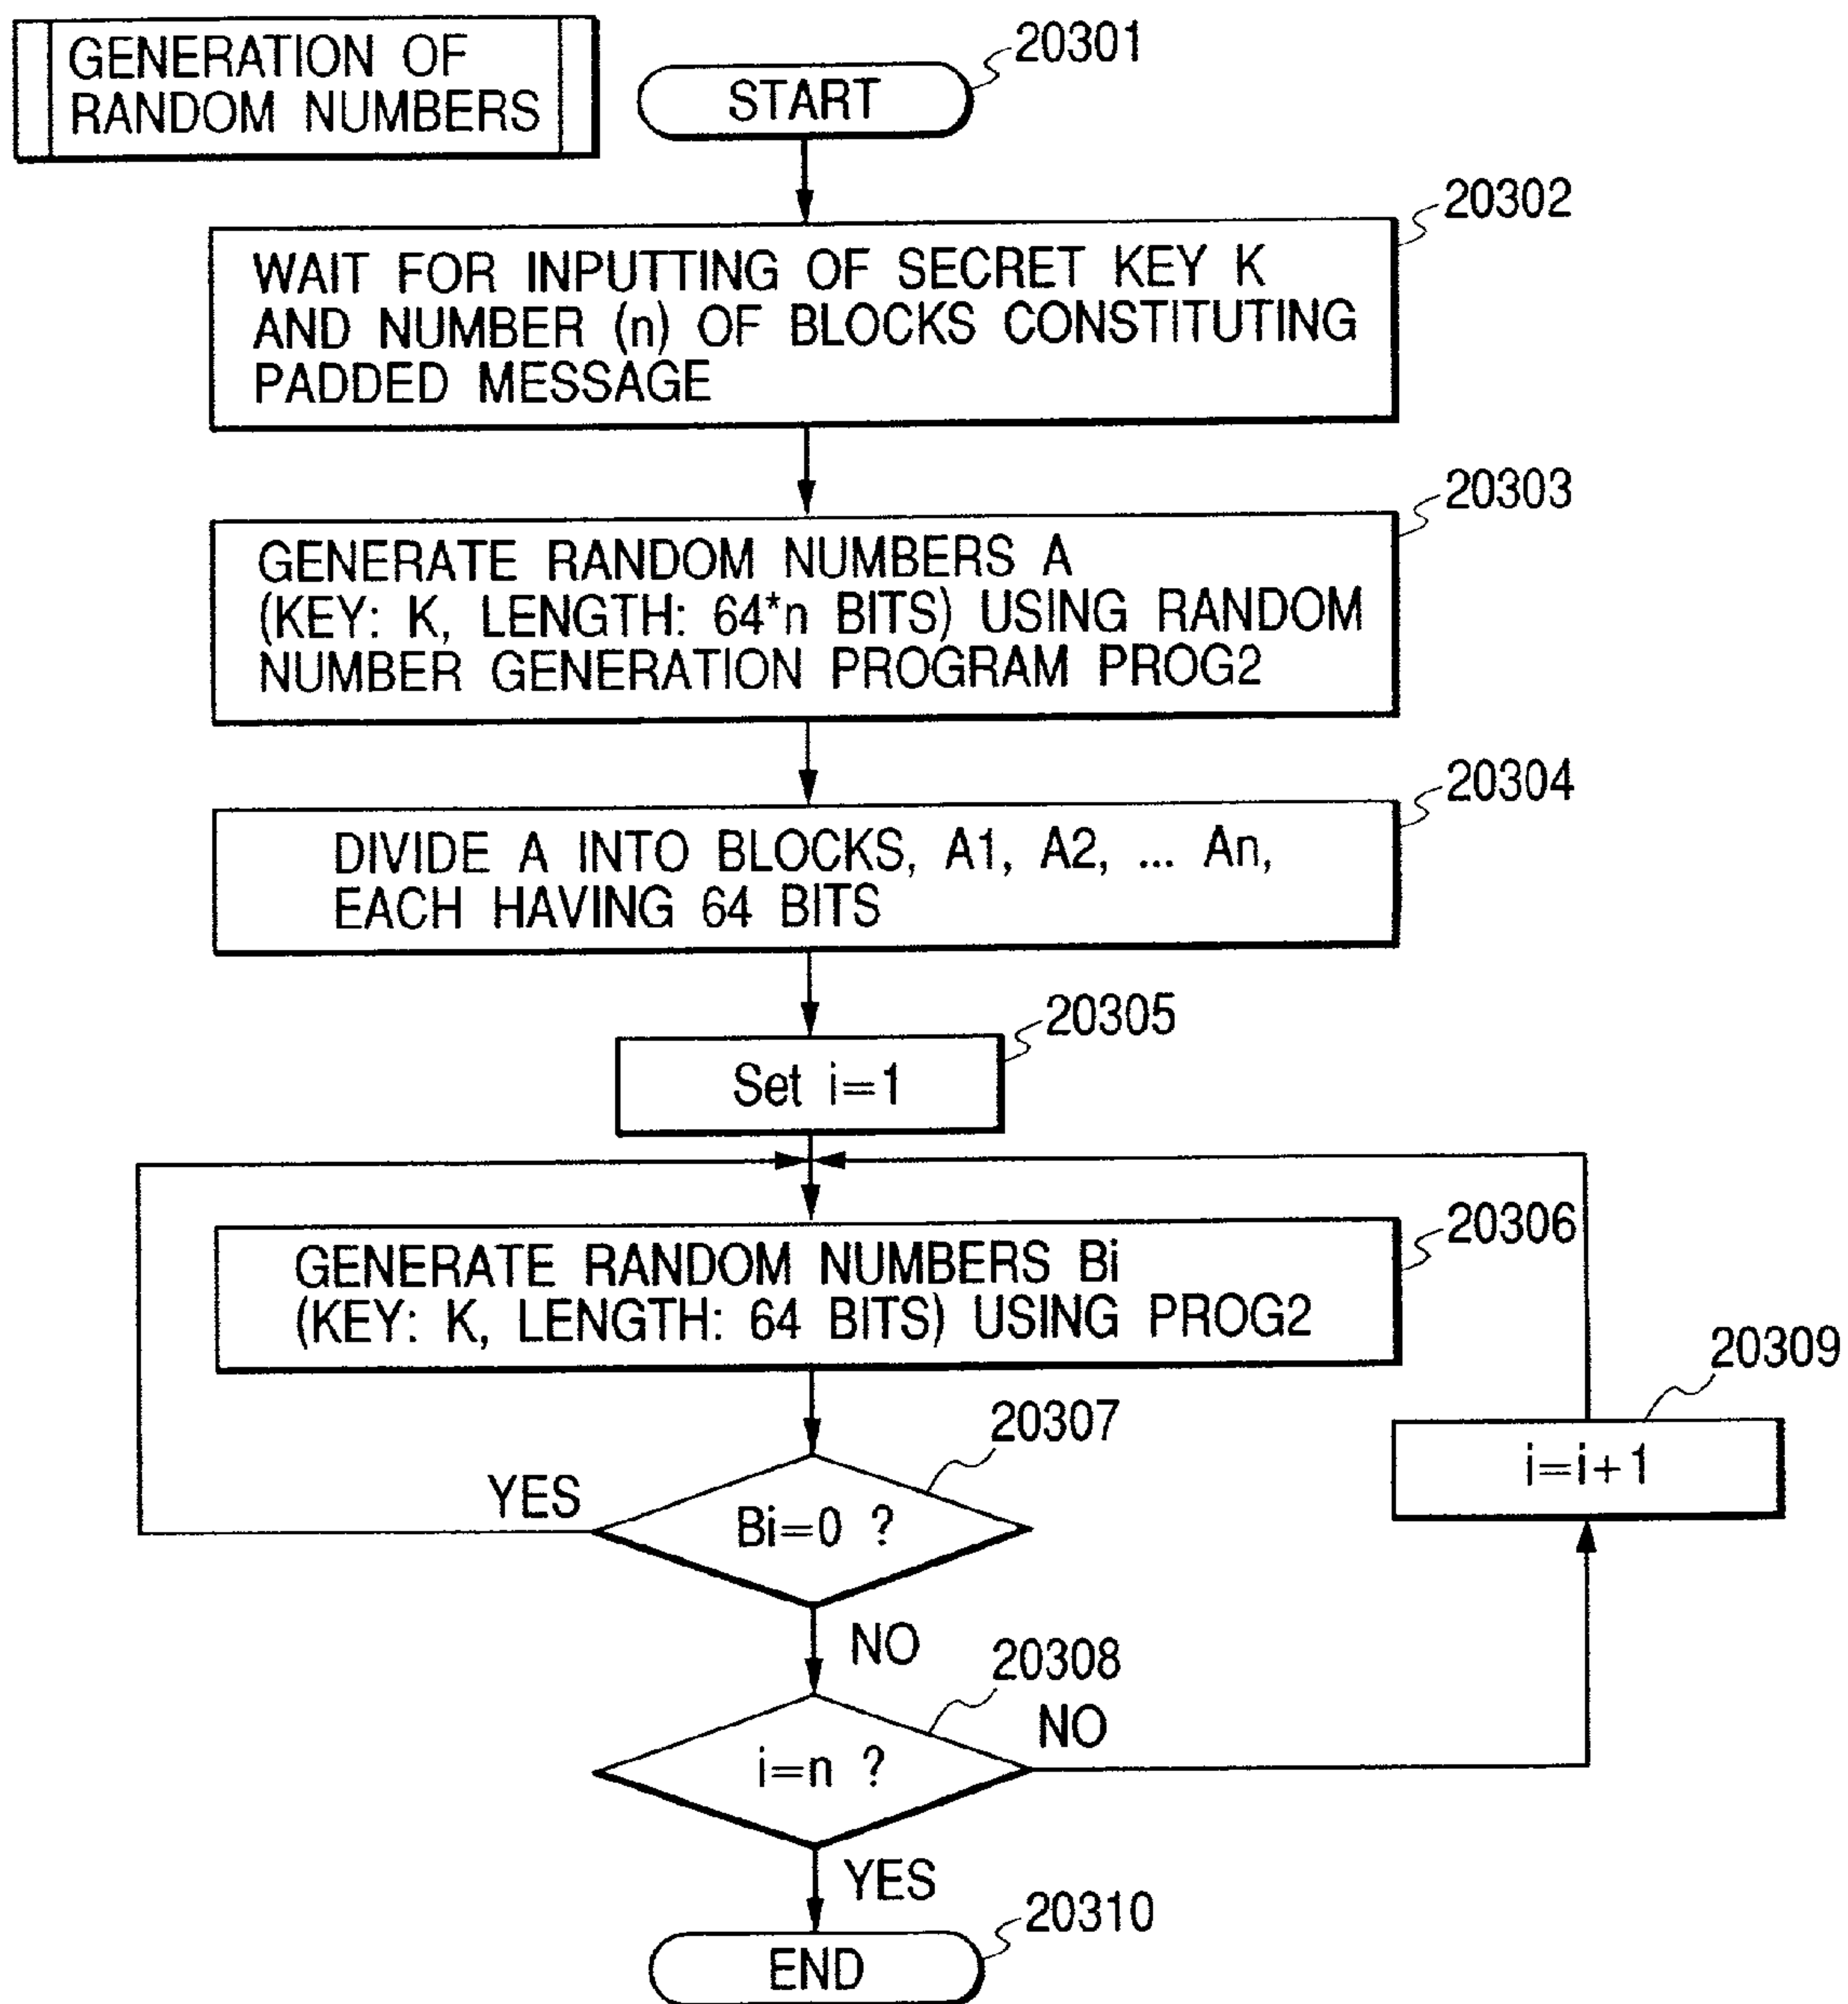 GENERATION OF
RANDOM NUMBERS
START
20301
20302
WAIT FOR INPUTTING OF SECRET KEY K
AND NUMBER (n) OF BLOCKS CONSTITUTING
PADDED MESSAGE
20303
GENERATE RANDOM NUMBERS A
(KEY: K, LENGTH: 64*n BITS) USING RANDOM
NUMBER GENERATION PROGRAM PROG2
20304
DIVIDE A INTO BLOCKS, A1, A2, ... An,
EACH HAVING 64 BITS
20305
Set i=1
20306
GENERATE RANDOM NUMBERS Bi
(KEY: K, LENGTH: 64 BITS) USING PROG2
20309
i=i+1
20307
YES
Bi=0 ?
NO
20308
NO
i=n ?
YES
20310
END